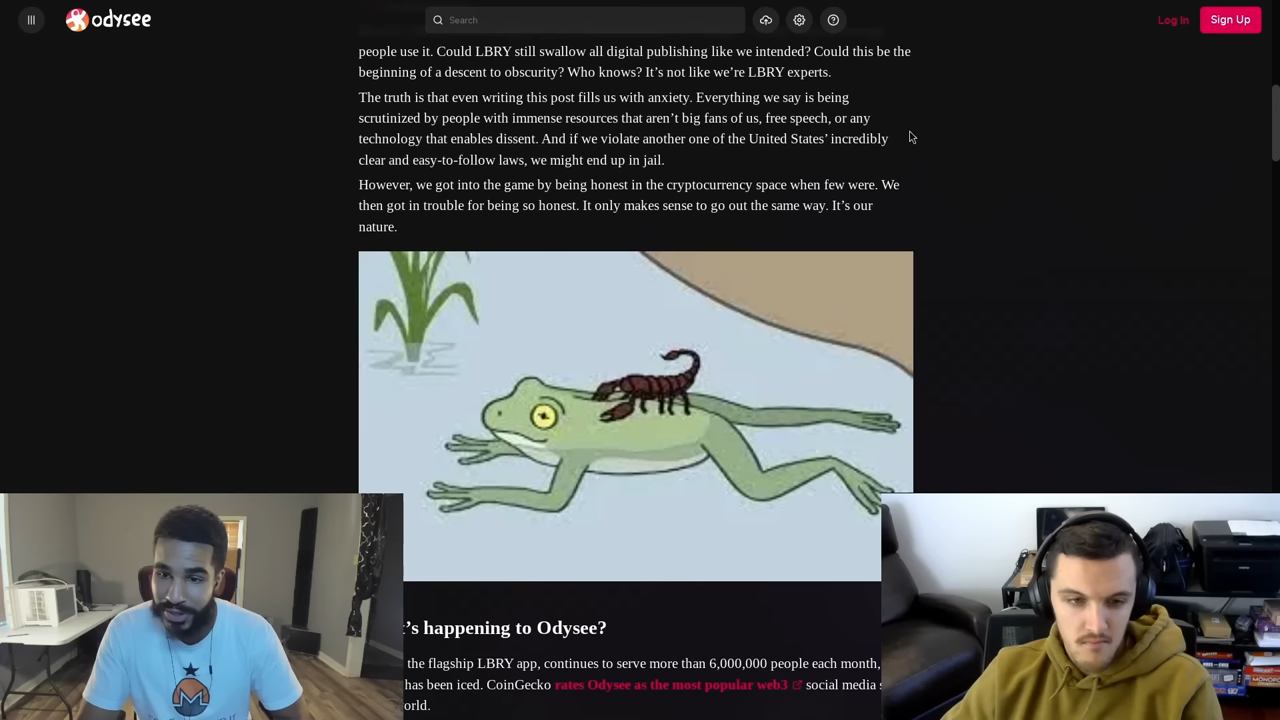 odysee
Search
Log In
Sign Up
people use it. Could LBRY still swallow all digital publishing like we intended? Could this be the
beginning of a descent to obscurity? Who knows? It’s not like we’re LBRY experts.
The truth is that even writing this post fills us with anxiety. Everything we say is being
scrutinized by people with immense resources that aren’t big fans of us, free speech, or any
technology that enables dissent. And if we violate another one of the United States’ incredibly
clear and easy-to-follow laws, we might end up in jail.
However, we got into the game by being honest in the cryptocurrency space when few were. We
then got in trouble for being so honest. It only makes sense to go out the same way. It’s our
nature.
’s happening to Odysee?
the flagship LBRY app, continues to serve more than 6,000,000 people each month,
has been iced. CoinGecko rates Odysee as the most popular web3 social media